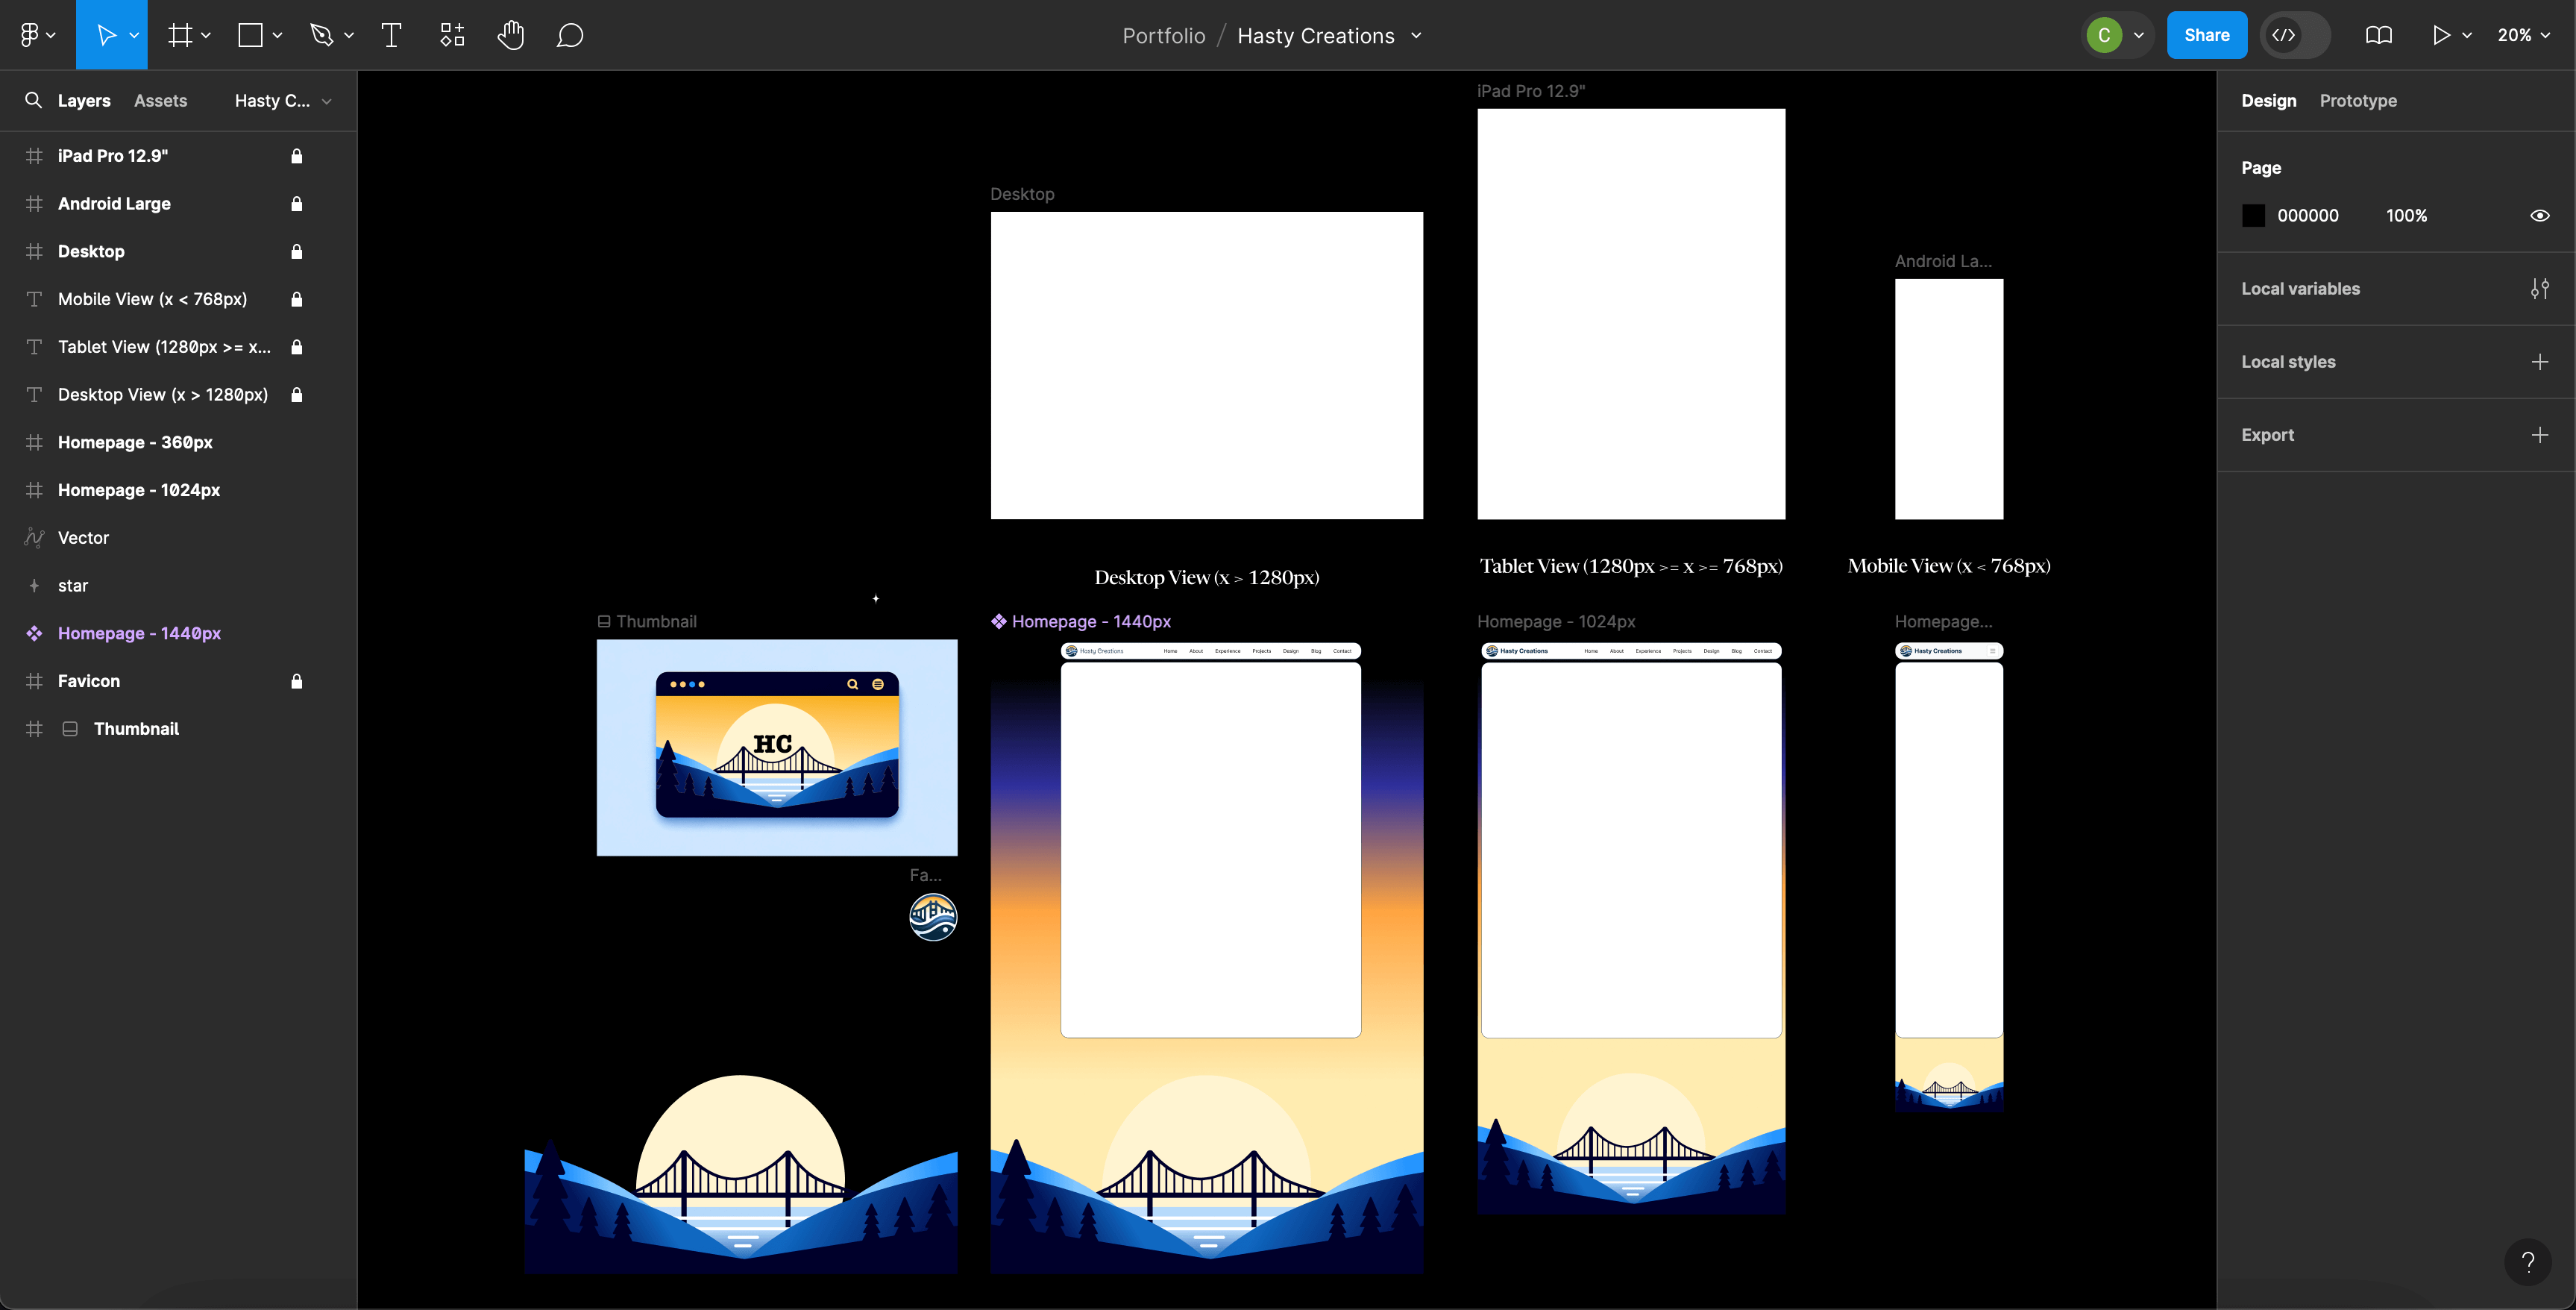 Portfolio / Hasty Creations
C
Share
20%
Layers
Assets
Hasty C...
iPad Pro 12.9"
Android Large
Desktop
Mobile View (x < 768px)
Tablet View (1280px >= x...
Desktop View (x > 1280px)
Homepage - 360px
Homepage - 1024px
Vector
star
Homepage - 1440px
Favicon
Thumbnail
iPad Pro 12.9"
Desktop
Android La...
Desktop View (x > 1280px)
Tablet View (1280px >= x >= 768px)
Mobile View (x < 768px)
Thumbnail
HC
Fa...
Homepage - 1440px
Hasty Creations Home About Experience Projects Design Blog Contact
Homepage - 1024px
Hasty Creations Home About Experience Projects Design Blog Contact
Homepage...
Hasty Creations
Design
Prototype
Page
000000 100%
Local variables
Local styles
Export
?